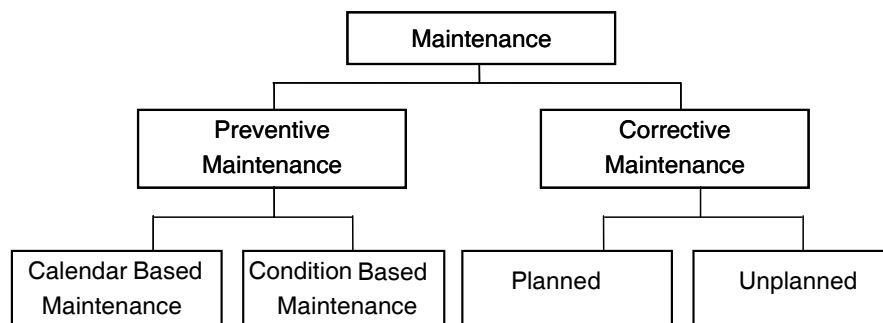 Maintenance
Preventive
Maintenance
Corrective
Maintenance
Calendar Based
Maintenance
Condition Based
Maintenance
Planned
Unplanned